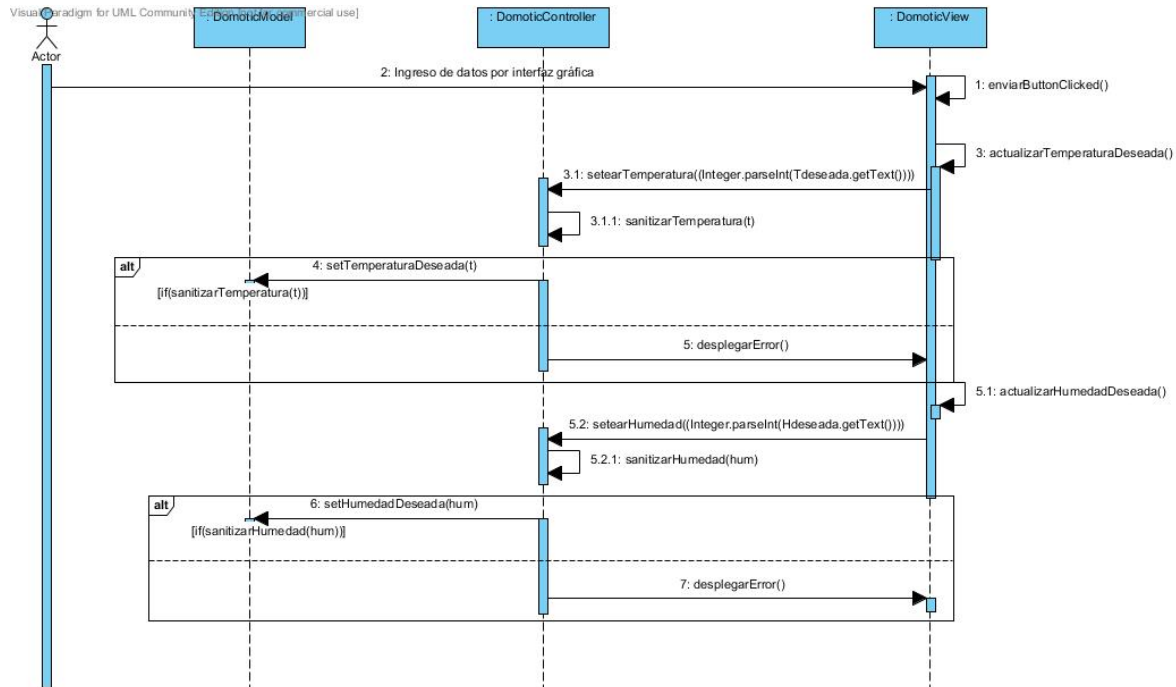 Visual Paradigm for UML Community Edition [not for commercial use]
: DomoticModel
: DomoticController
: DomoticView
Actor
2: Ingreso de datos por interfaz gráfica
1: enviarButtonClicked()
3: actualizarTemperaturaDeseada()
3.1: setearTemperatura((Integer.parseInt(Tdeseada.getText())))
3.1.1: sanitizarTemperatura(t)
alt
4: setTemperaturaDeseada(t)
[if(sanitizarTemperatura(t))]
5: desplegarError()
5.1: actualizarHumedadDeseada()
5.2: setearHumedad((Integer.parseInt(Hdeseada.getText())))
5.2.1: sanitizarHumedad(hum)
alt
6: setHumedadDeseada(hum)
[if(sanitizarHumedad(hum))]
7: desplegarError()